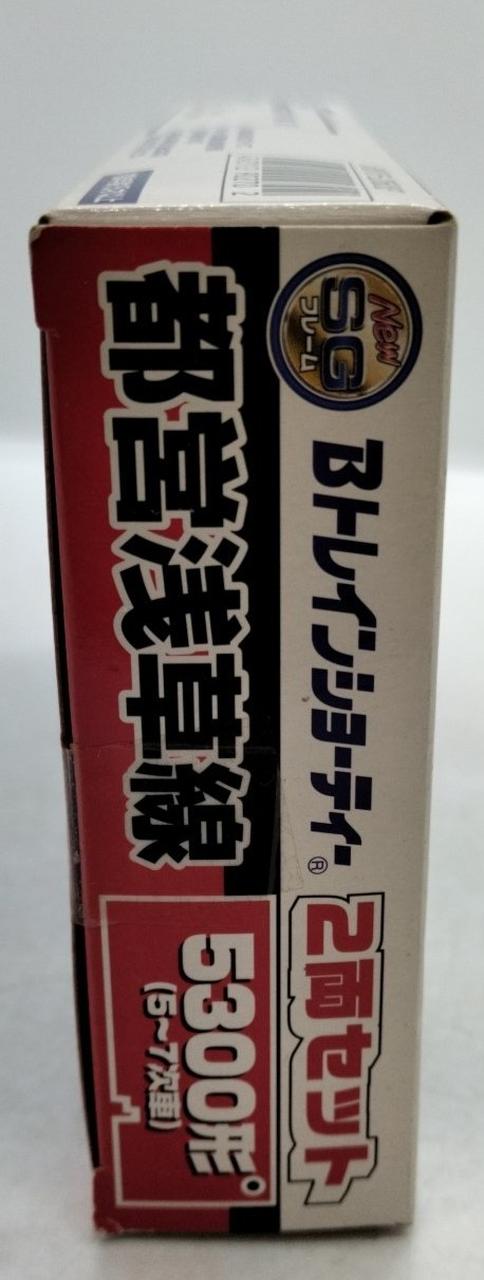 New
SG
フレーム
Bトレインショーティー®
2両セット
都営浅草線
5300形
(5〜7次車)